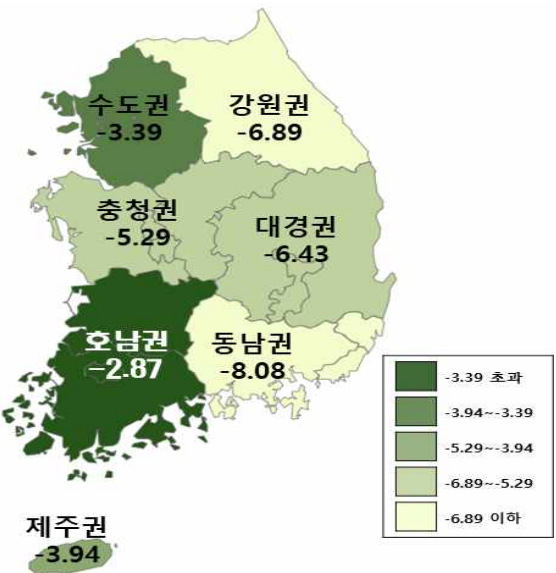 수도권
-3.39
강원권
-6.89
충청권
-5.29
대경권
-6.43
호남권
-2.87
동남권
-8.08
제주권
-3.94
-3.39 초과
-3.94~-3.39
-5.29~-3.94
-6.89~-5.29
-6.89 이하